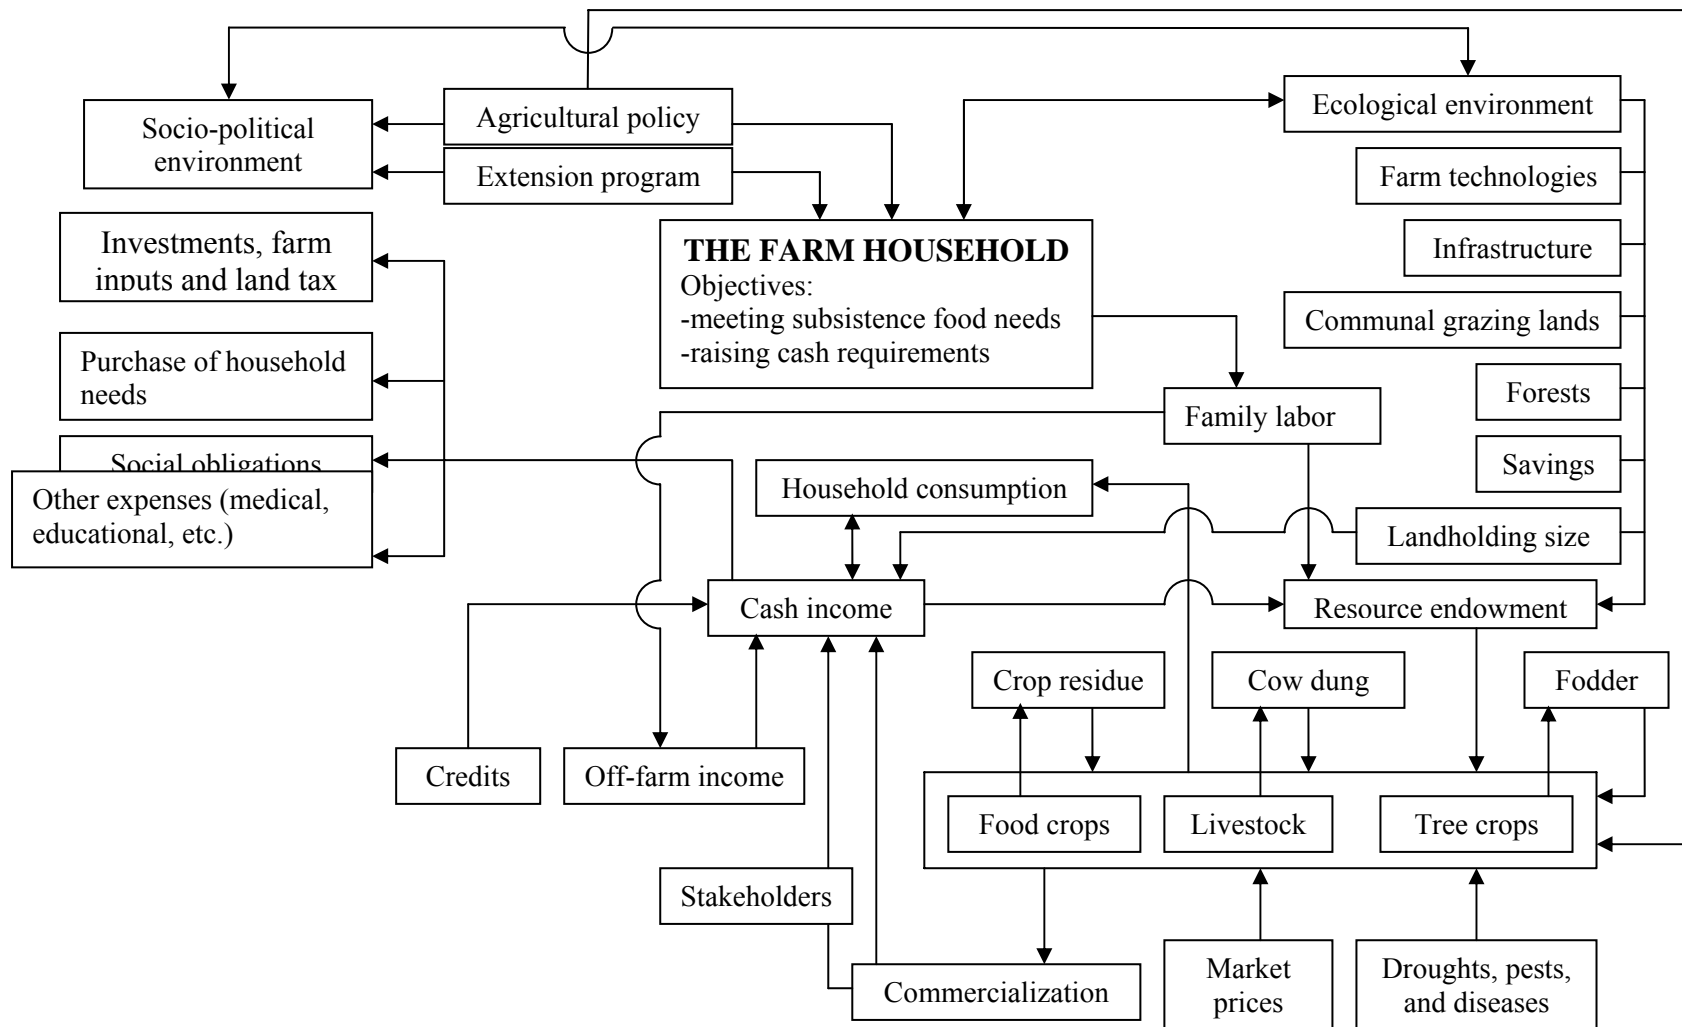 Agricultural policy
Ecological environment
Socio-political
environment
Extension program
Farm technologies
Investments, farm
inputs and land tax
THE FARM HOUSEHOLD
Objectives:
-meeting subsistence food needs
-raising cash requirements
Infrastructure
Communal grazing lands
Purchase of household
needs
Forests
Family labor
Social obligations
Savings
Household consumption
Other expenses (medical,
educational, etc.)
Landholding size
Cash income
Resource endowment
Crop residue
Cow dung
Fodder
Credits
Off-farm income
Food crops
Livestock
Tree crops
Stakeholders
Commercialization
Market
prices
Droughts, pests,
and diseases